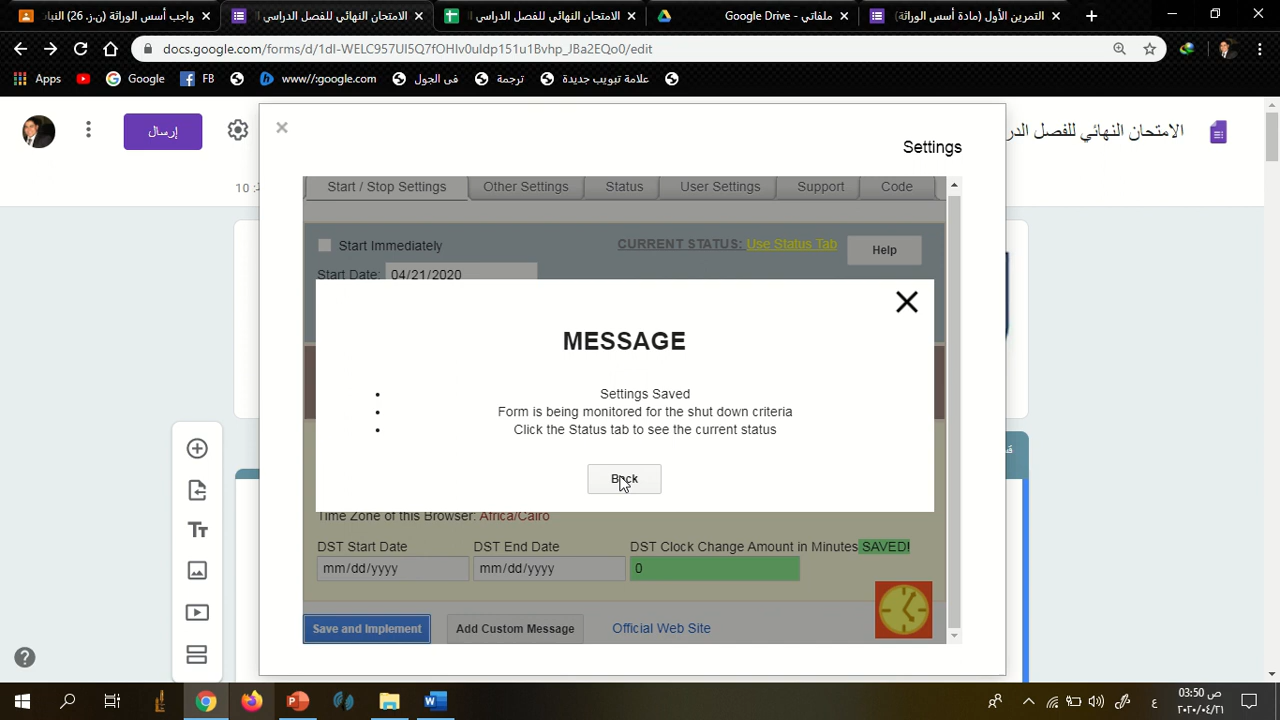 واجب أسس الوراثة (ن.ز. 26) النبا
الامتحان النهائي للفصل الدراسي ا
الامتحان النهائي للفصل الدراسي ا
ملفاتي - Google Drive
التمرين الأول (مادة أسس الوراثة)
docs.google.com/forms/d/1dI-WELC957UI5Q7fOHIv0uIdp151u1Bvhp_JBa2EQo0/edit
Apps
Google
FB
www//:google.com
فى الجول
ترجمة
علامة تبويب جديدة
الامتحان النهائي للفصل الدر
إرسال
Settings
Start / Stop Settings
Other Settings
Status
User Settings
Support
Code
Start Immediately
CURRENT STATUS: Use Status Tab
Help
Start Date: 04/21/2020
MESSAGE
Settings Saved
Form is being monitored for the shut down criteria
Click the Status tab to see the current status
Back
Time Zone of this Browser: Africa/Cairo
DST Start Date
DST End Date
DST Clock Change Amount in Minutes SAVED!
mm/dd/yyyy
mm/dd/yyyy
0
Save and Implement
Add Custom Message
Official Web Site
ع
03:50 ص
٢٠٢٠/٠٤/٢١